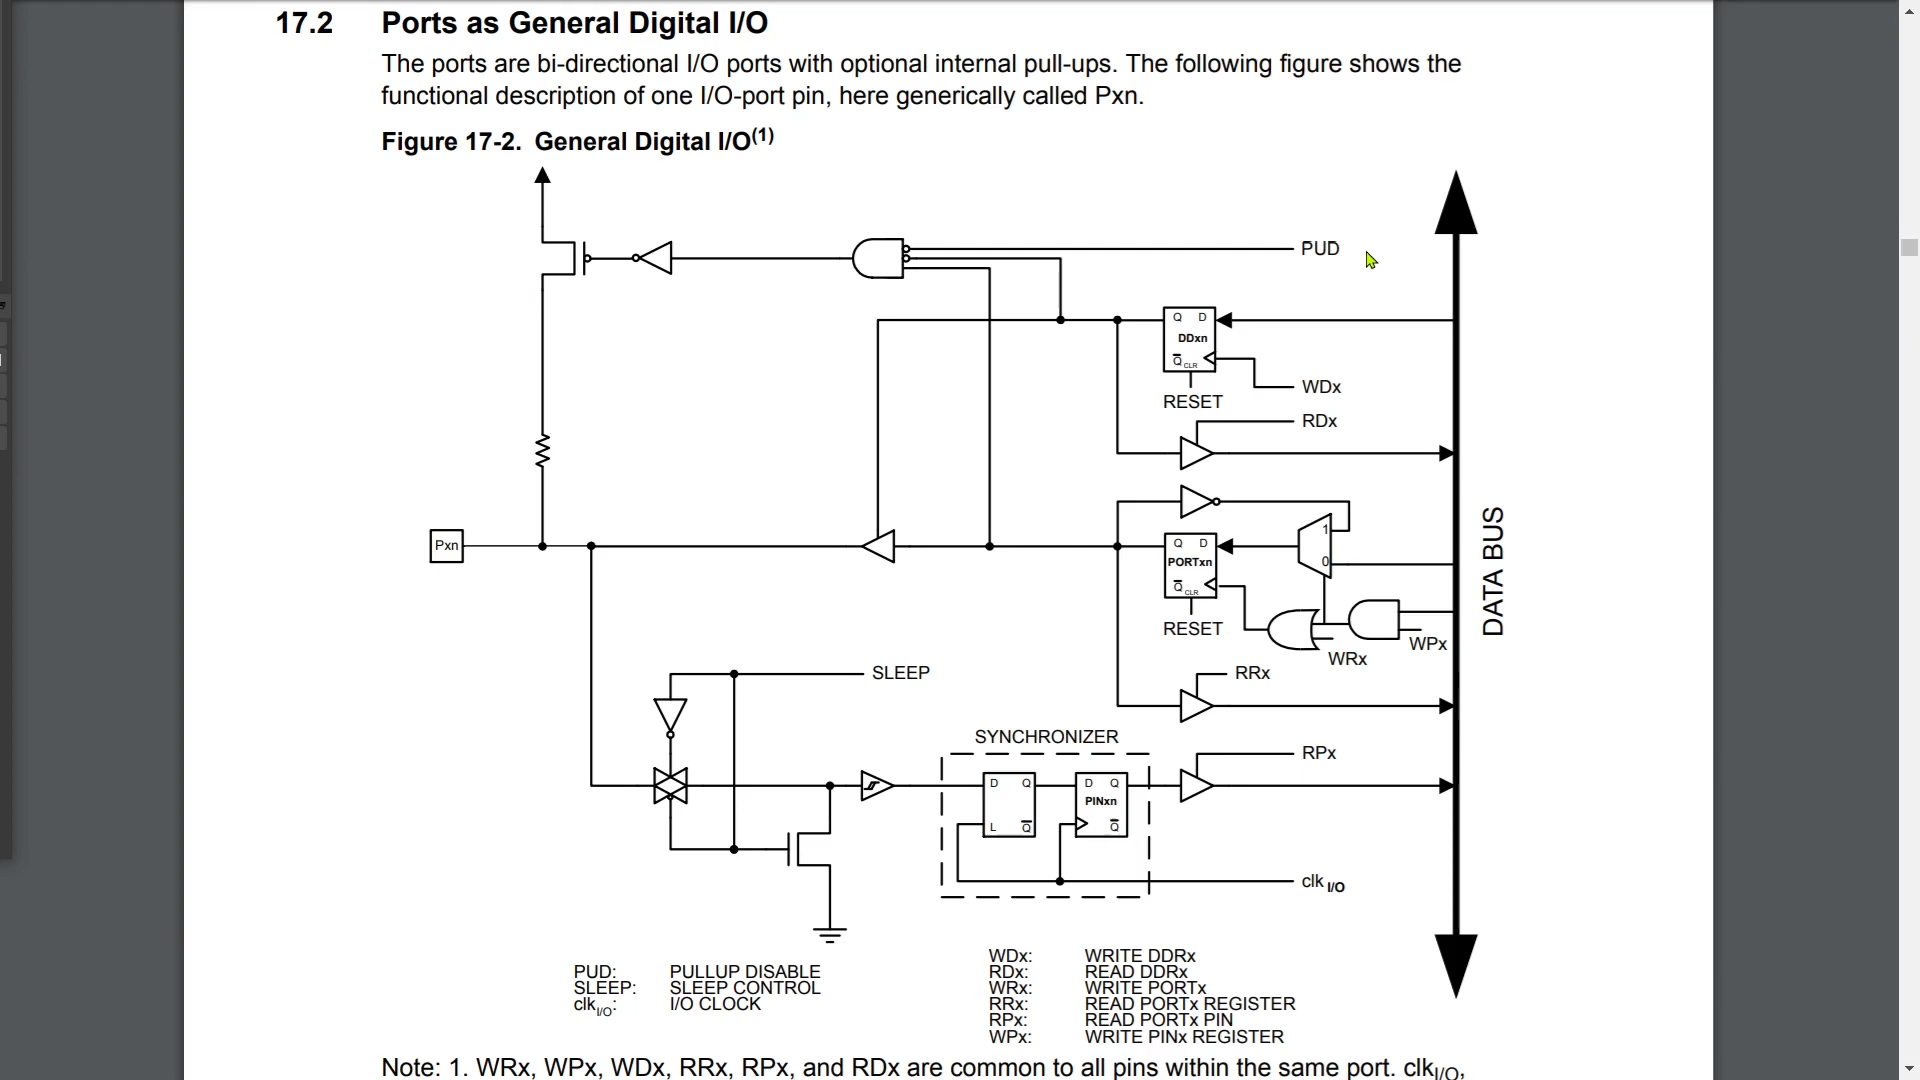 17.2 Ports as General Digital I/O
The ports are bi-directional I/O ports with optional internal pull-ups. The following figure shows the
functional description of one I/O-port pin, here generically called Pxn.
Figure 17-2. General Digital I/O(1)
PUD
Q D
DDxn
Q CLR
WDx
RESET
RDx
Pxn
1
Q D
PORTxn
0
Q CLR
DATA BUS
RESET
WPx
WRx
SLEEP
RRx
SYNCHRONIZER
RPx
D Q
D Q
PINxn
L Q
Q
clk I/O
PUD: PULLUP DISABLE
SLEEP: SLEEP CONTROL
clkI/O: I/O CLOCK
WDx: WRITE DDRx
RDx: READ DDRx
WRx: WRITE PORTx
RRx: READ PORTx REGISTER
RPx: READ PORTx PIN
WPx: WRITE PINx REGISTER
Note: 1. WRx, WPx, WDx, RRx, RPx, and RDx are common to all pins within the same port. clkI/O,